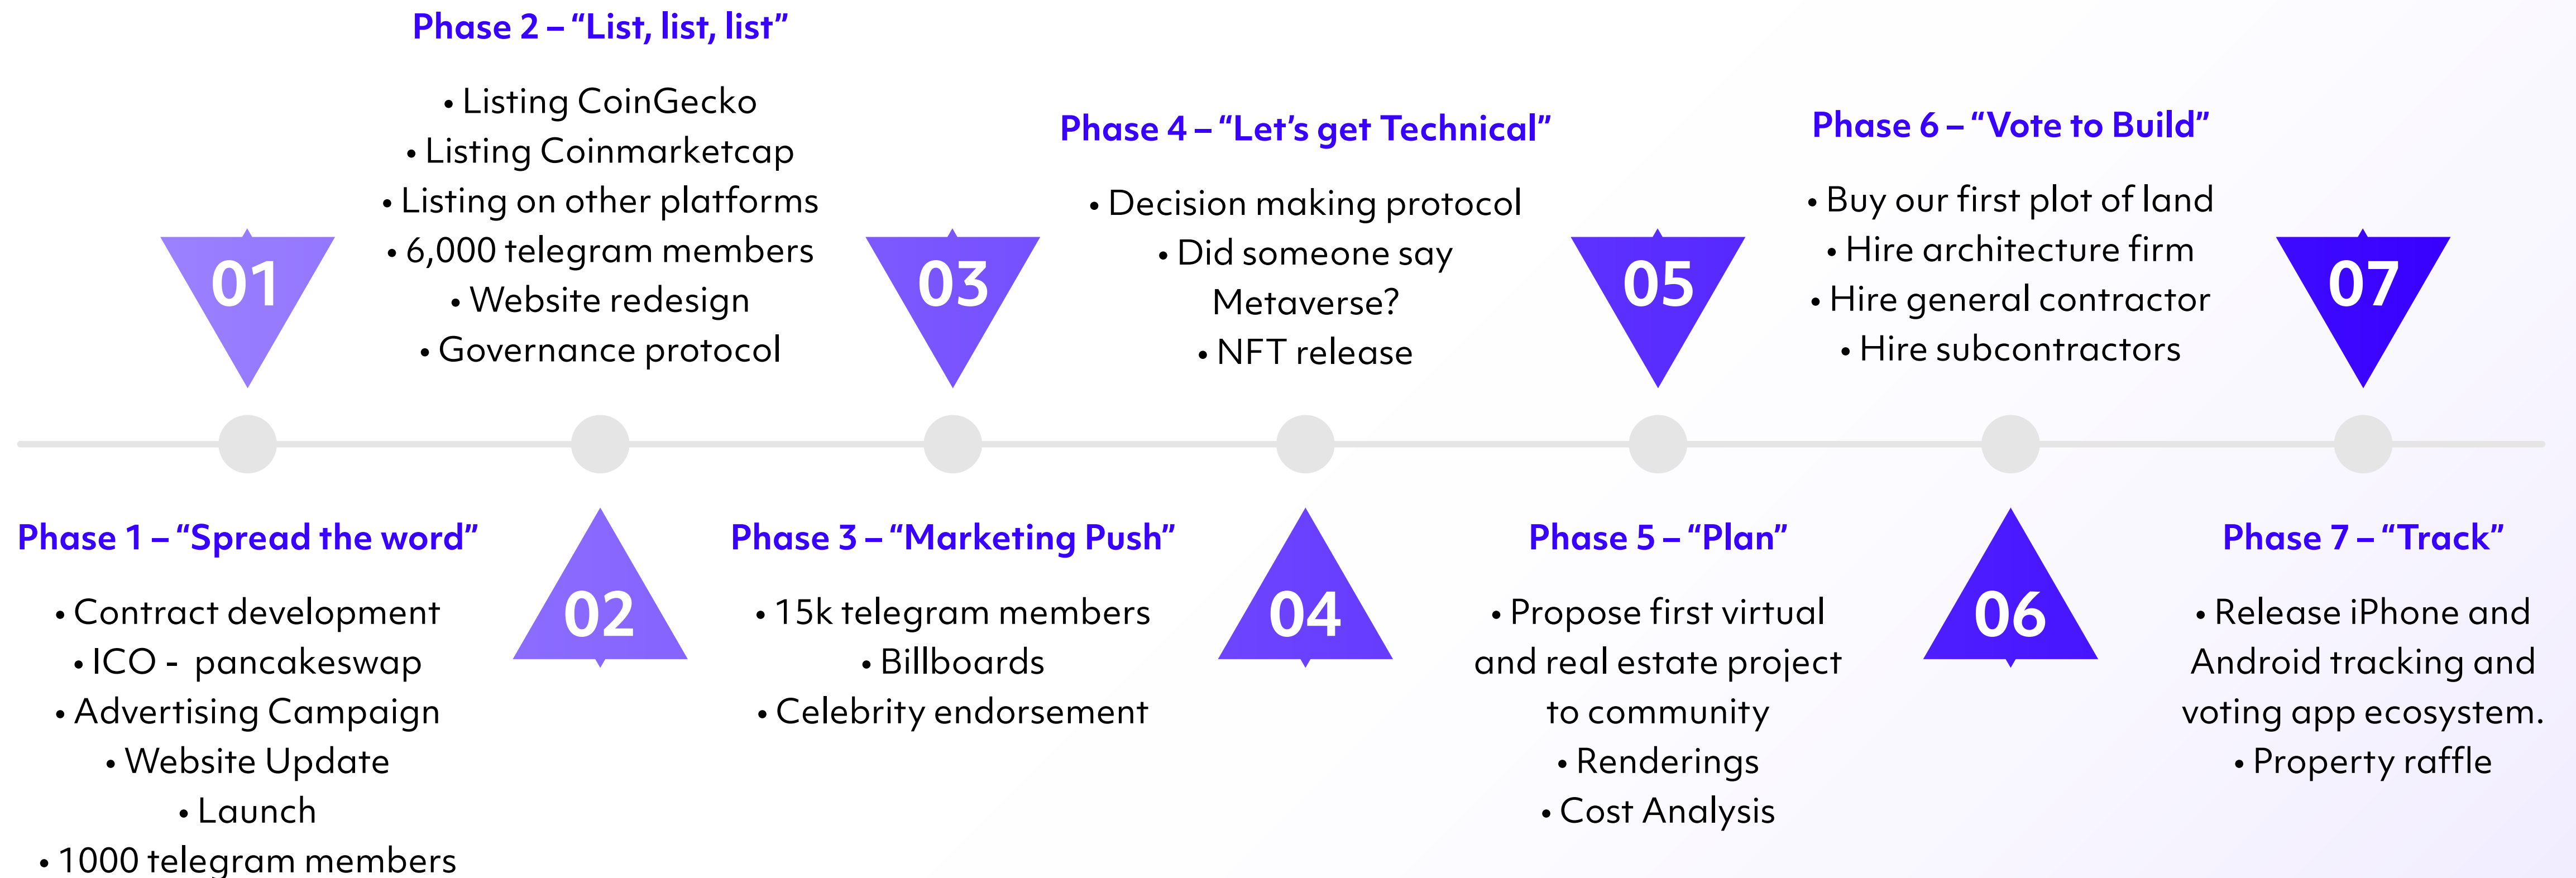 Phase 2 – “List, list, list”
• Listing CoinGecko
• Listing Coinmarketcap
• Listing on other platforms
• 6,000 telegram members
• Website redesign
• Governance protocol
Phase 4 – “Let’s get Technical”
• Decision making protocol
• Did someone say
Metaverse?
• NFT release
Phase 6 – “Vote to Build”
• Buy our first plot of land
• Hire architecture firm
• Hire general contractor
• Hire subcontractors
01
03
05
07
Phase 1 – “Spread the word”
• Contract development
• ICO -  pancakeswap
• Advertising Campaign
• Website Update
• Launch
• 1000 telegram members
02
Phase 3 – “Marketing Push”
• 15k telegram members
• Billboards
• Celebrity endorsement
04
Phase 5 – “Plan”
• Propose first virtual
and real estate project
to community
• Renderings
• Cost Analysis
06
Phase 7 – “Track”
• Release iPhone and
Android tracking and
voting app ecosystem.
• Property raffle